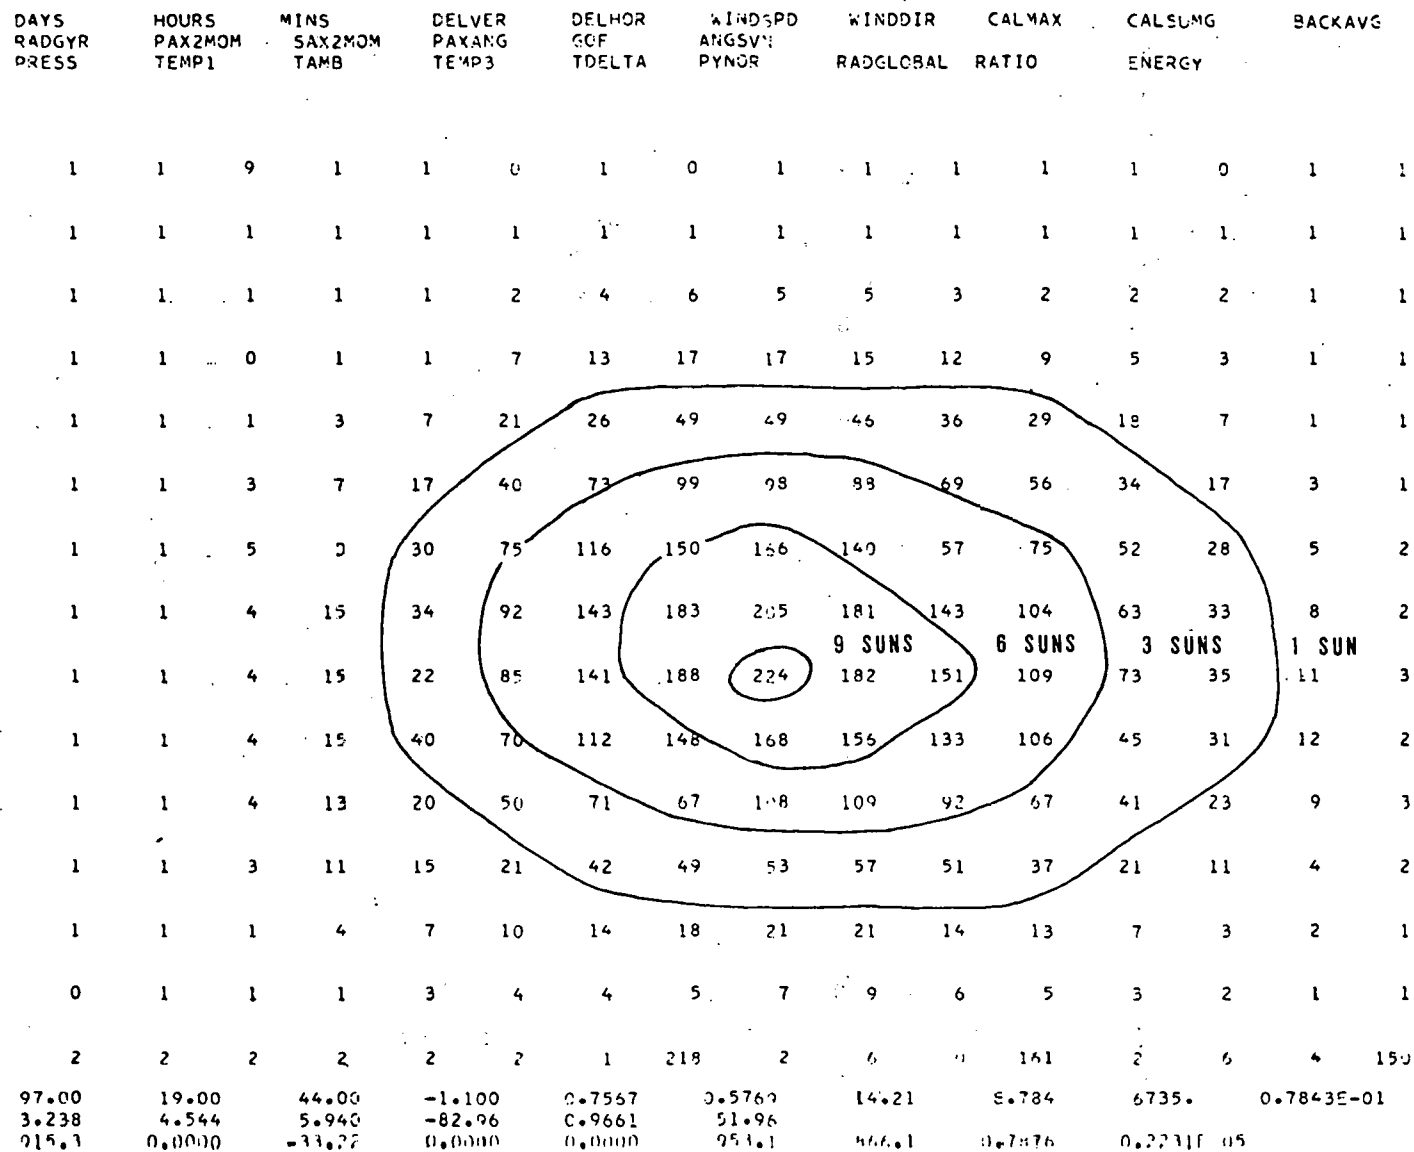 DAYS HOURS MINS DELVER DELHOR WINDSPD WINDDIR CALMAX CALSUMG BACKAVG
RADGYR PAX2MOM SAX2MOM PAXANG GOF ANGSVM
PRESS TEMP1 TAMB TEMP3 TDELTA PYNOR RADGLOBAL RATIO ENERGY
1 1 9 1 1 0 1 0 1 1 1 1 1 0 1 1
1 1 1 1 1 1 1 1 1 1 1 1 1 1 1 1
1 1 1 1 1 2 4 6 5 5 3 2 2 2 1 1
1 1 0 1 1 7 13 17 17 15 12 9 5 3 1 1
1 1 1 3 7 21 26 49 49 46 36 29 18 7 1 1
1 1 3 7 17 40 73 99 98 88 69 56 34 17 3 1
1 1 5 30 75 116 150 166 140 57 75 52 28 5 2
1 1 4 15 34 92 143 183 205 181 143 104 63 33 8 2
9 SUNS 6 SUNS 3 SUNS 1 SUN
1 1 4 15 22 85 141 188 224 182 151 109 73 35 11 3
1 1 4 15 40 70 112 148 168 156 133 106 45 31 12 2
1 1 4 13 20 50 71 67 109 92 67 41 23 9 3
1 1 3 11 15 21 42 49 53 57 51 37 21 11 4 2
1 1 1 4 7 10 14 18 21 21 14 13 7 3 2 1
0 1 1 1 3 4 4 5 7 9 6 5 3 2 1 1
2 2 2 2 2 2 1 218 2 6 161 2 6 4 150
97.00 19.00 44.00 -1.100 0.7567 0.5769 14.21 8.784 6735. 0.7843E-01
3.238 4.544 5.940 -82.96 0.9661 51.96
915.3 0.0000 -33.22 0.0000 0.0000 953.1 866.1 0.7876 0.2231E 05